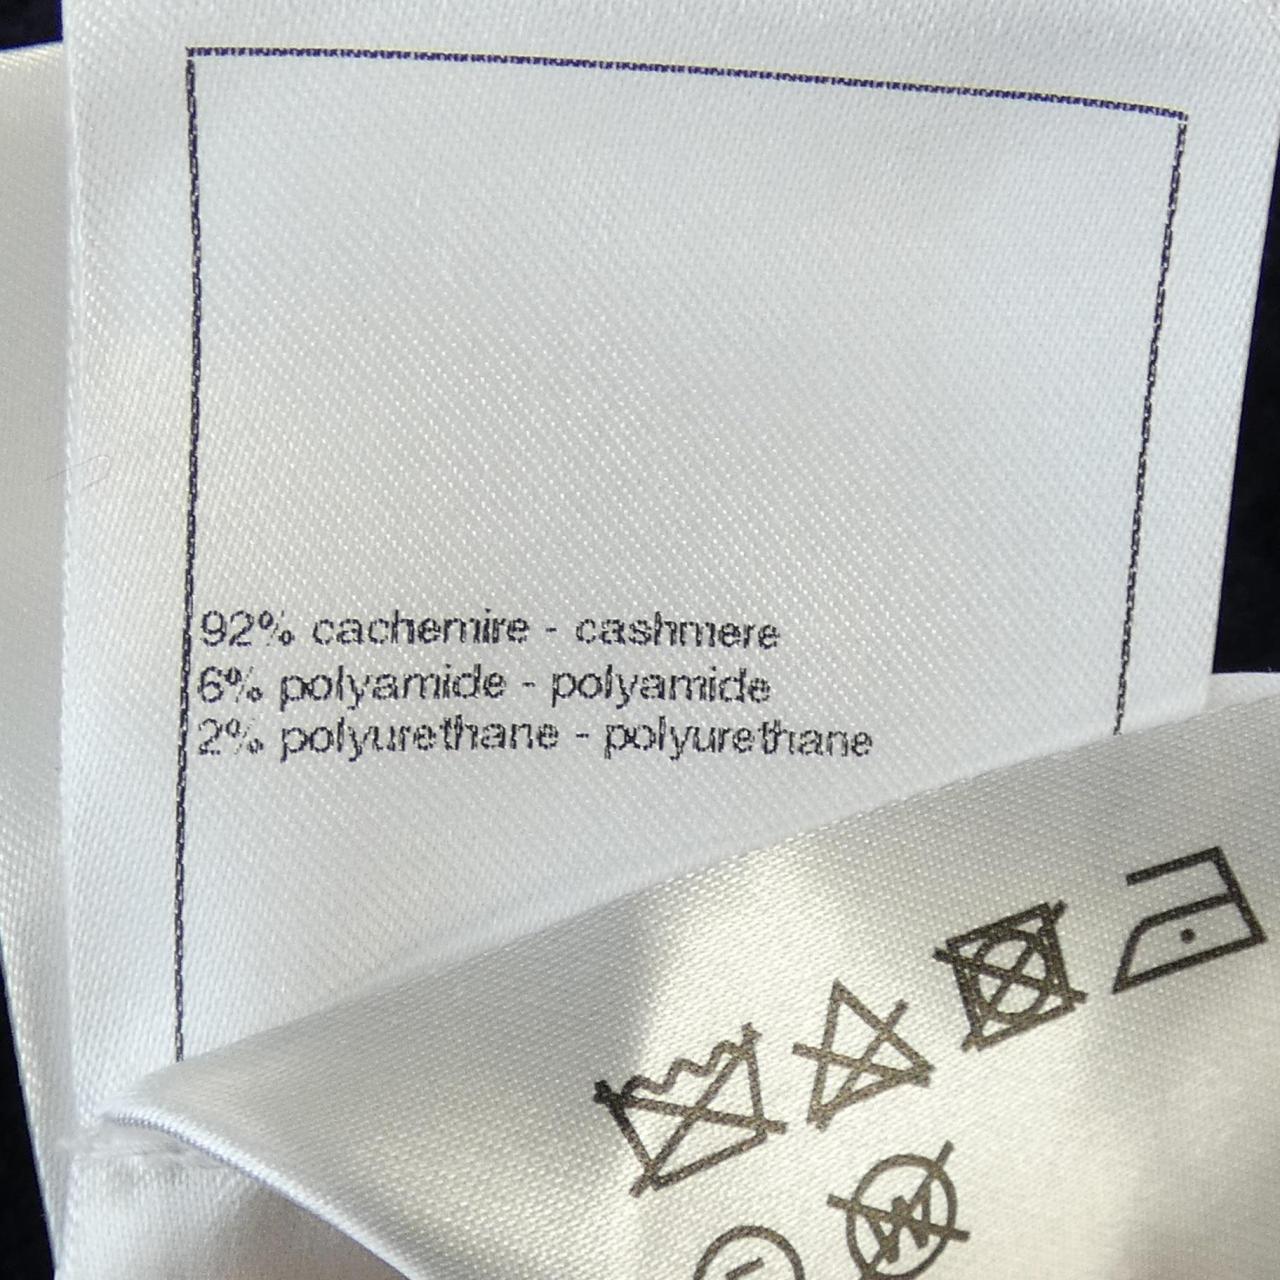 92% cachemire - cashmere
6% polyamide - polyamide
2% polyurethane - polyurethane
W